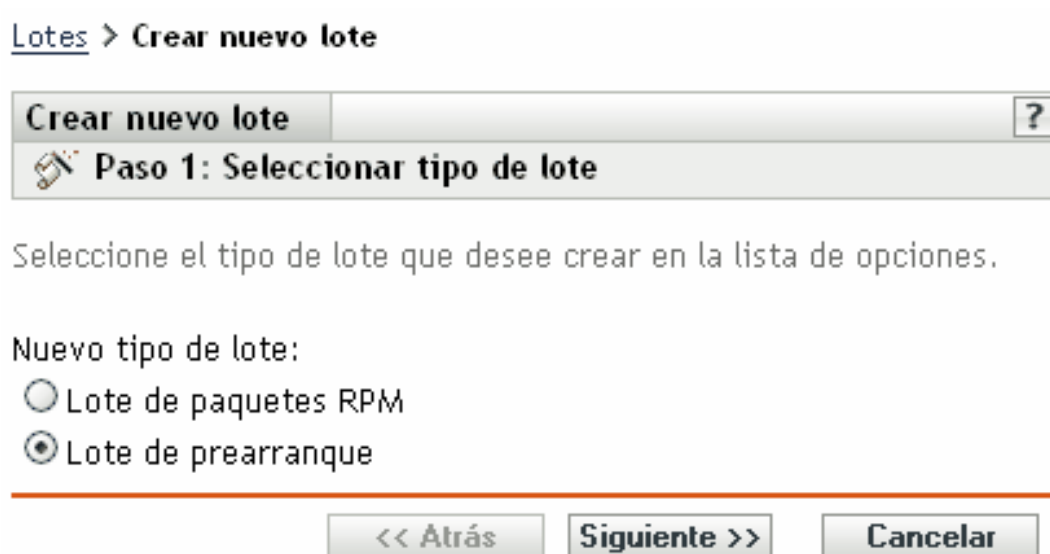 Lotes > Crear nuevo lote
Crear nuevo lote ?
Paso 1: Seleccionar tipo de lote
Seleccione el tipo de lote que desee crear en la lista de opciones.
Nuevo tipo de lote:
Lote de paquetes RPM
Lote de prearranque
<< Atrás Siguiente >> Cancelar